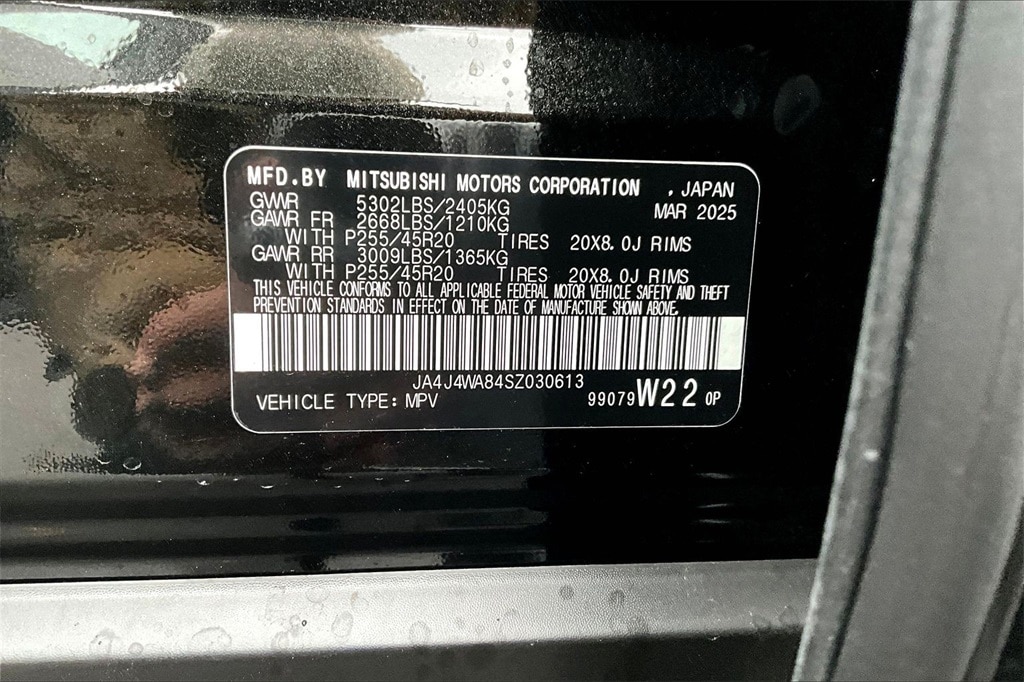 MFD.BY MITSUBISHI MOTORS CORPORATION , JAPAN
GVWR 5302LBS/2405KG MAR 2025
GAWR FR 2668LBS/1210KG
WITH P255/45R20 TIRES 20X8.0J RIMS
GAWR RR 3009LBS/1365KG
WITH P255/45R20 TIRES 20X8.0J RIMS
THIS VEHICLE CONFORMS TO ALL APPLICABLE FEDERAL MOTOR VEHICLE SAFETY AND THEFT
PREVENTION STANDARDS IN EFFECT ON THE DATE OF MANUFACTURE SHOWN ABOVE.
JA4J4WA84SZ030613
VEHICLE TYPE: MPV 99079 W22 0P